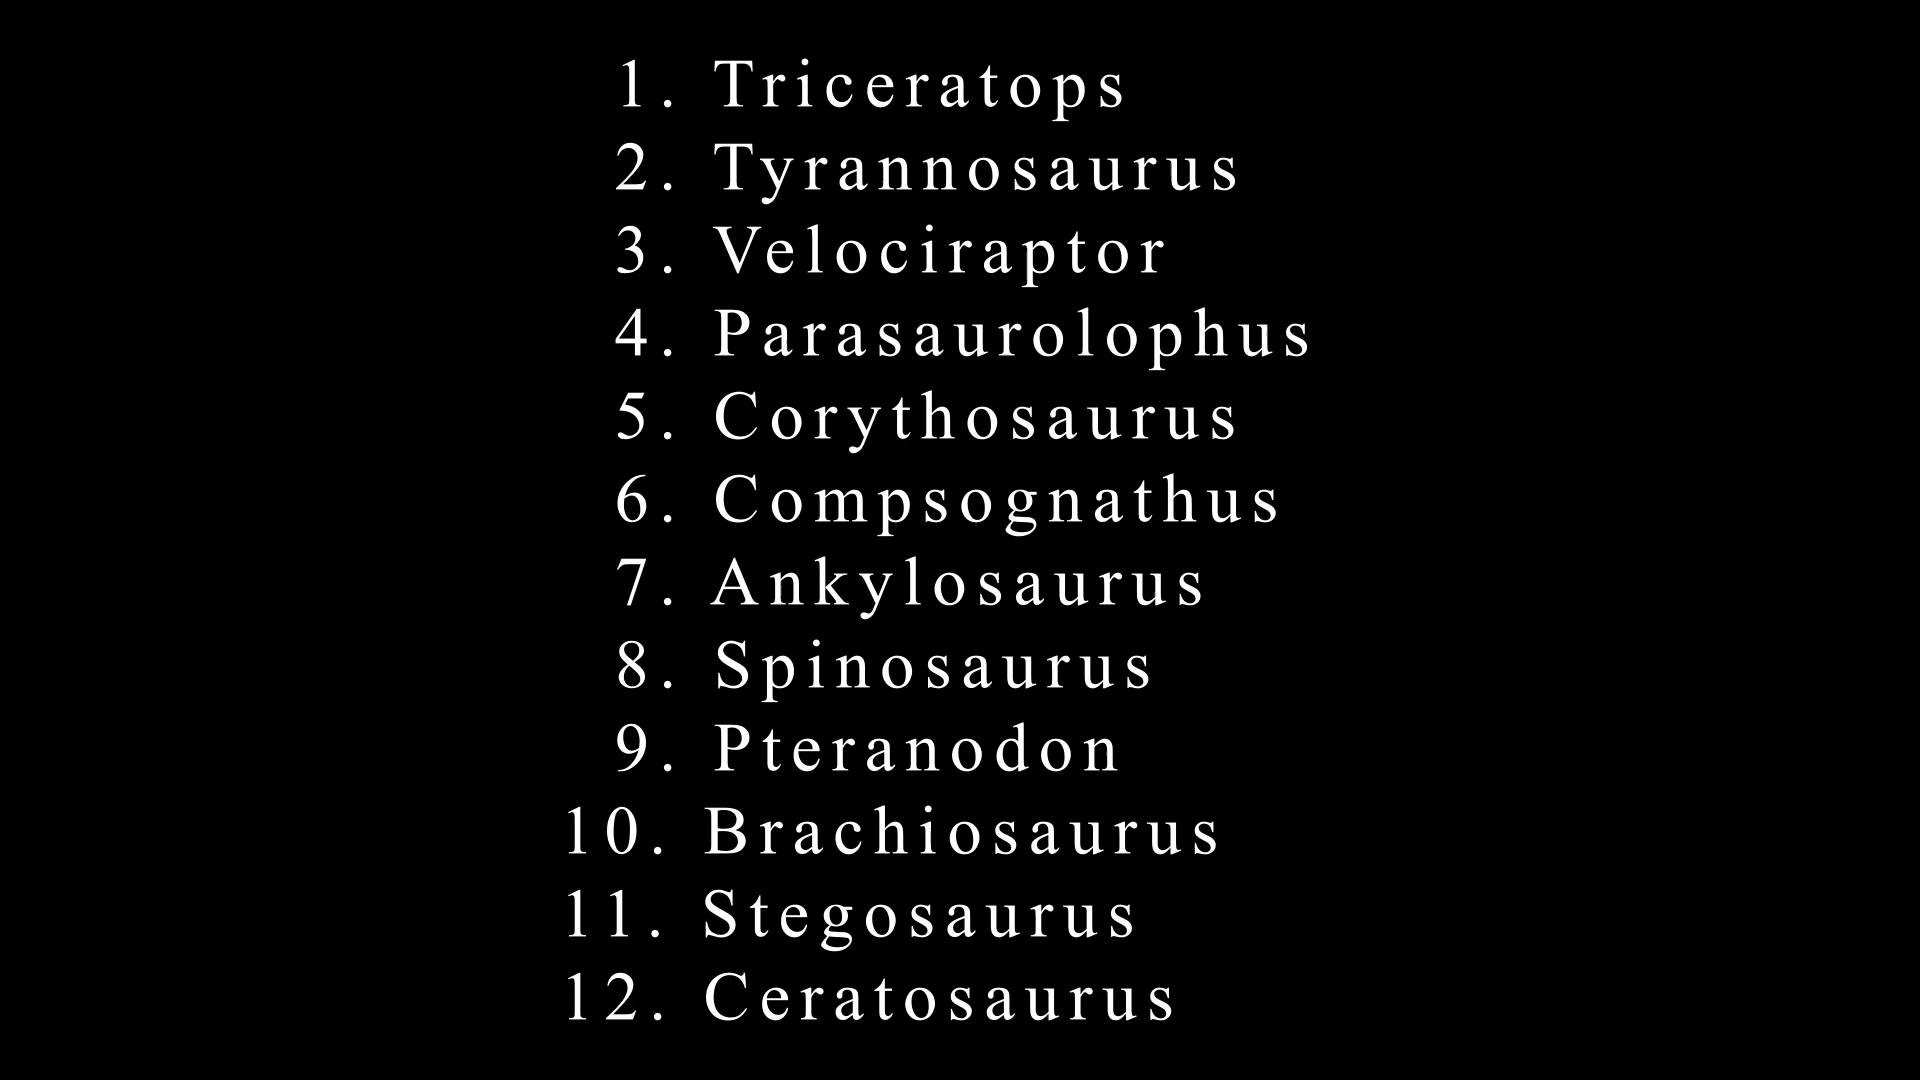 1. Triceratops
2. Tyrannosaurus
3. Velociraptor
4. Parasaurolophus
5. Corythosaurus
6. Compsognathus
7. Ankylosaurus
8. Spinosaurus
9. Pteranodon
10. Brachiosaurus
11. Stegosaurus
12. Ceratosaurus